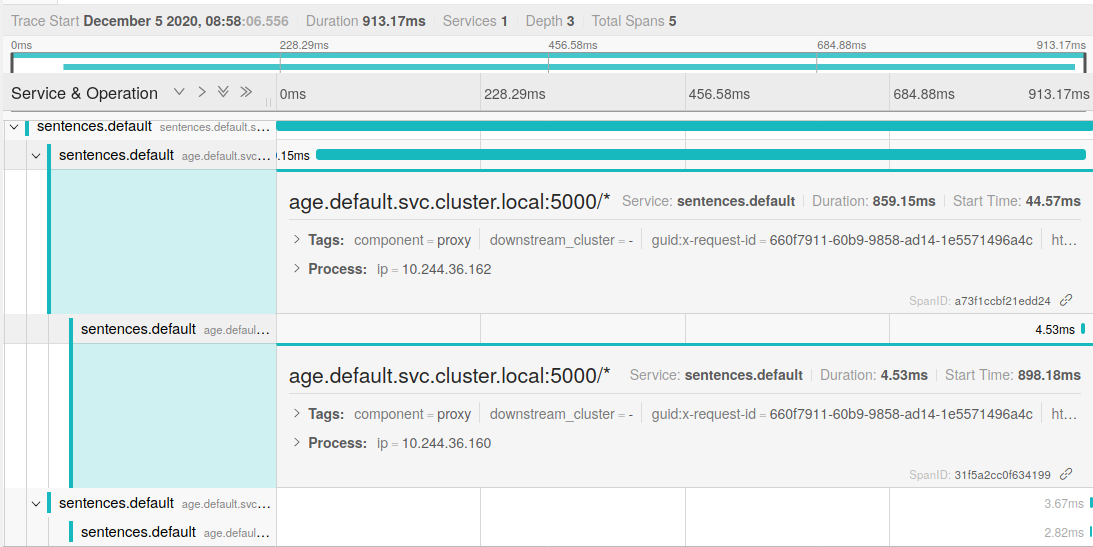 Trace Start December 5 2020, 08:58:06.556 Duration 913.17ms Services 1 Depth 3 Total Spans 5
0ms 228.29ms 456.58ms 684.88ms 913.17ms
Service & Operation 0ms 228.29ms 456.58ms 684.88ms 913.17ms
sentences.default sentences.default.s…
sentences.default age.default.svc… .15ms
age.default.svc.cluster.local:5000/* Service: sentences.default Duration: 859.15ms Start Time: 44.57ms
Tags: component = proxy downstream_cluster = - guid:x-request-id = 660f7911-60b9-9858-ad14-1e5571496a4c ht…
Process: ip = 10.244.36.162
SpanID: a73f1ccbf21edd24
sentences.default age.defaul… 4.53ms
age.default.svc.cluster.local:5000/* Service: sentences.default Duration: 4.53ms Start Time: 898.18ms
Tags: component = proxy downstream_cluster = - guid:x-request-id = 660f7911-60b9-9858-ad14-1e5571496a4c ht…
Process: ip = 10.244.36.160
SpanID: 31f5a2cc0f634199
sentences.default age.default.svc… 3.67ms
sentences.default age.defaul… 2.82ms